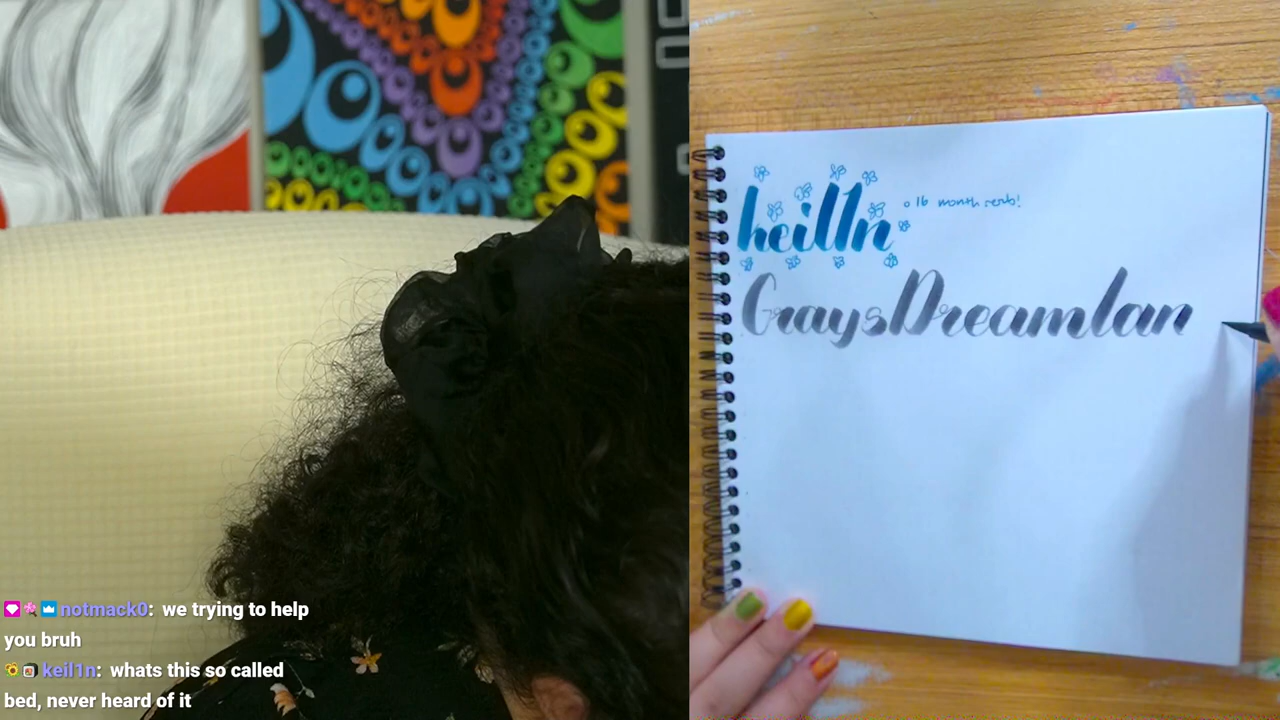 notmack0: we trying to help
you bruh
keil1n: whats this so called
bed, never heard of it
keil1n
16 month resub!
GraysDreamlan